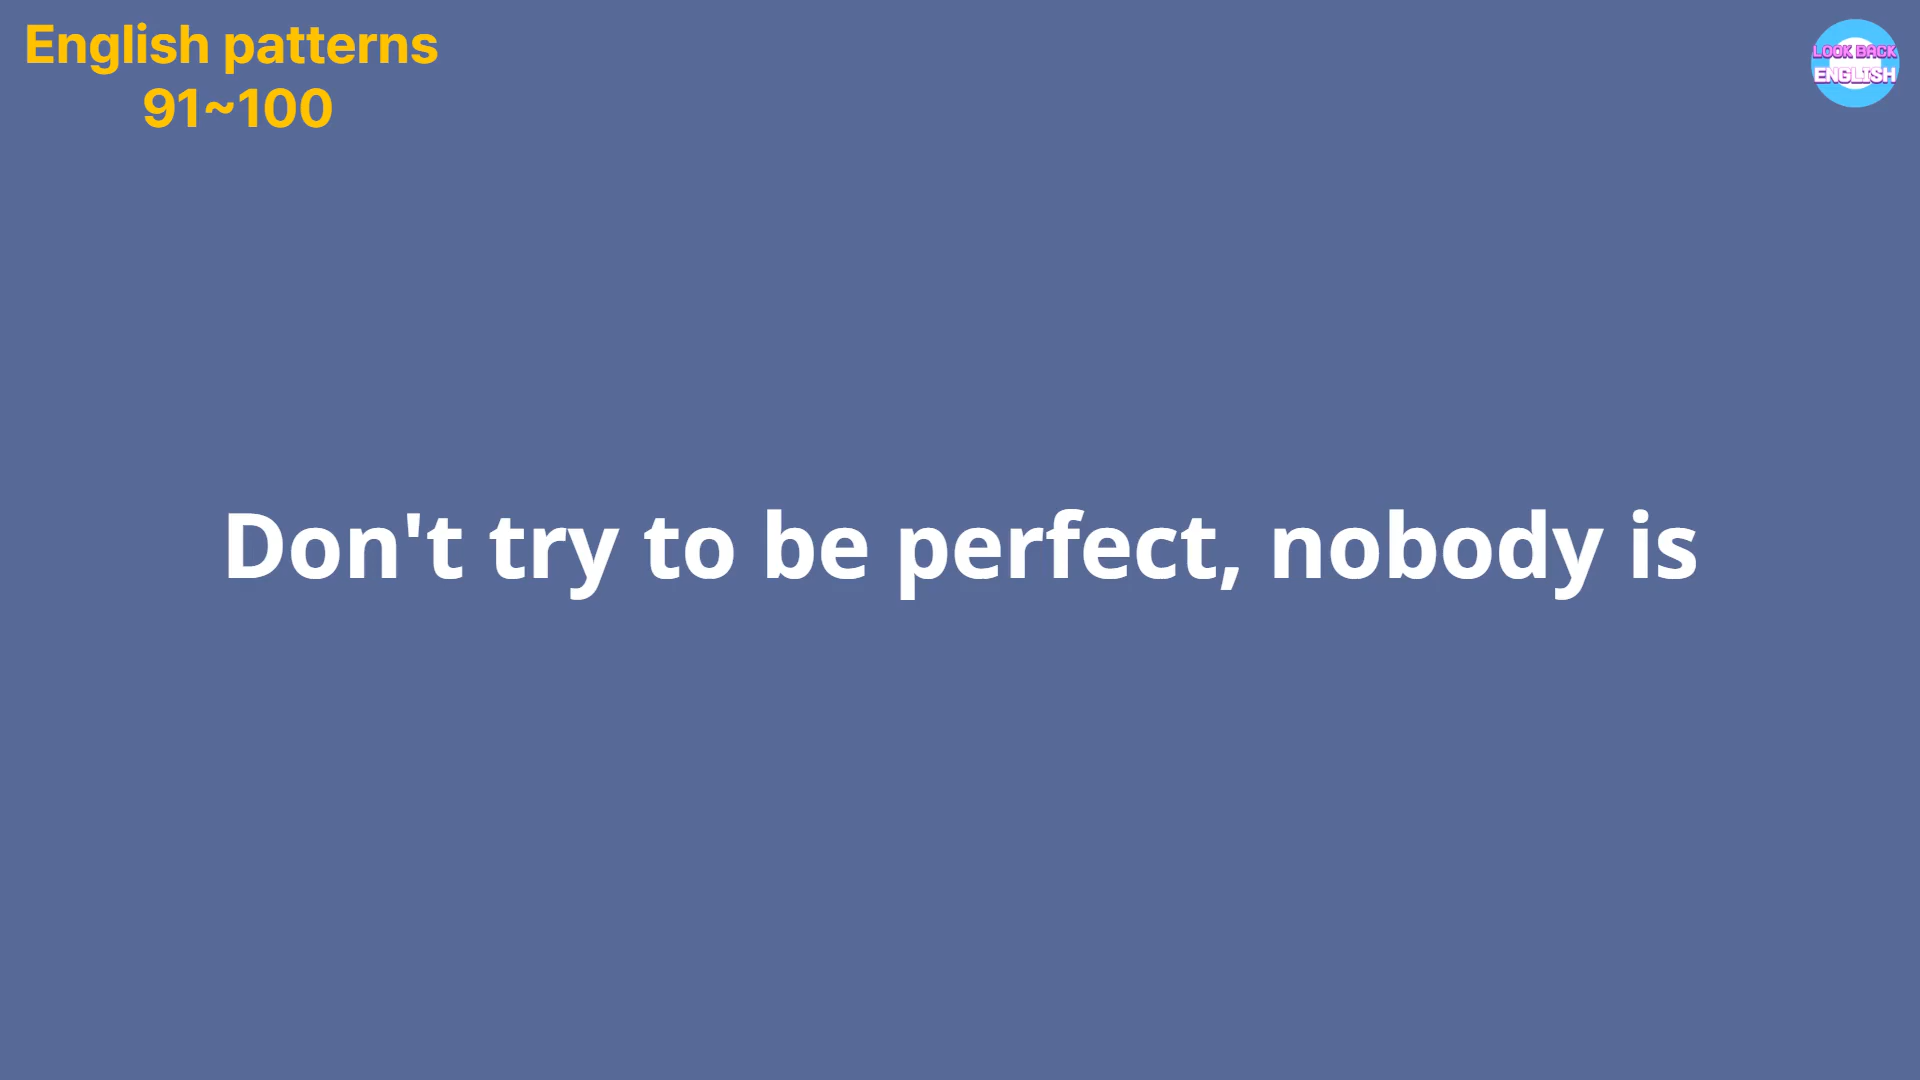 English patterns
91~100
LOOK BACK
ENGLISH
Don't try to be perfect, nobody is